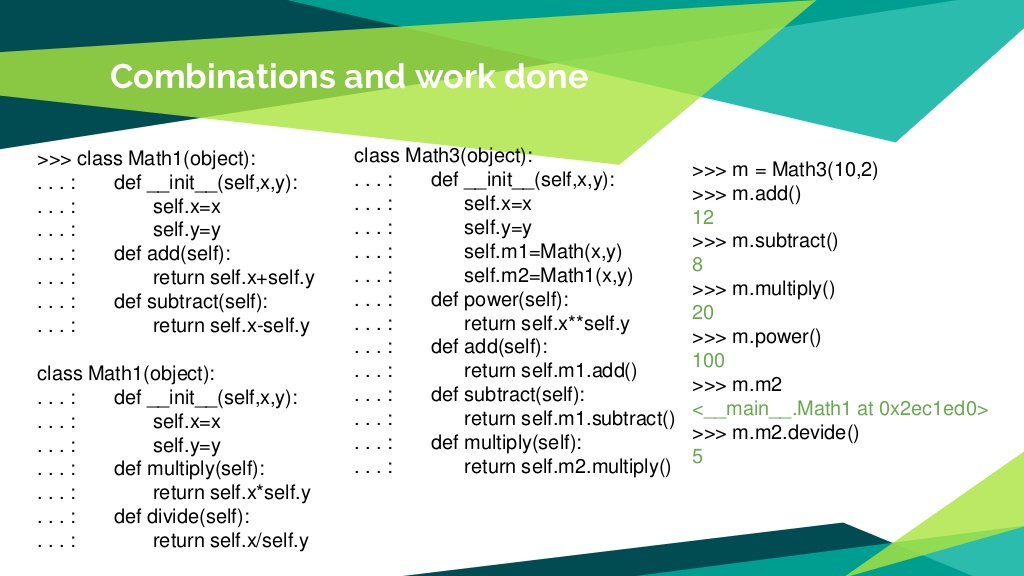 Combinations and work done
>>> class Math1(object):
. . . :       def __init__(self,x,y):
. . . :              self.x=x
. . . :              self.y=y
. . . :       def add(self):
. . . :              return self.x+self.y
. . . :       def subtract(self):
. . . :              return self.x-self.y
class Math1(object):
. . . :       def __init__(self,x,y):
. . . :              self.x=x
. . . :              self.y=y
. . . :       def multiply(self):
. . . :              return self.x*self.y
. . . :       def divide(self):
. . . :              return self.x/self.y
class Math3(object):
. . . :       def __init__(self,x,y):
. . . :              self.x=x
. . . :              self.y=y
. . . :              self.m1=Math(x,y)
. . . :              self.m2=Math1(x,y)
. . . :       def power(self):
. . . :              return self.x**self.y
. . . :       def add(self):
. . . :              return self.m1.add()
. . . :       def subtract(self):
. . . :              return self.m1.subtract()
. . . :       def multiply(self):
. . . :              return self.m2.multiply()
>>> m = Math3(10,2)
>>> m.add()
12
>>> m.subtract()
8
>>> m.multiply()
20
>>> m.power()
100
>>> m.m2
<__main__.Math1 at 0x2ec1ed0>
>>> m.m2.devide()
5